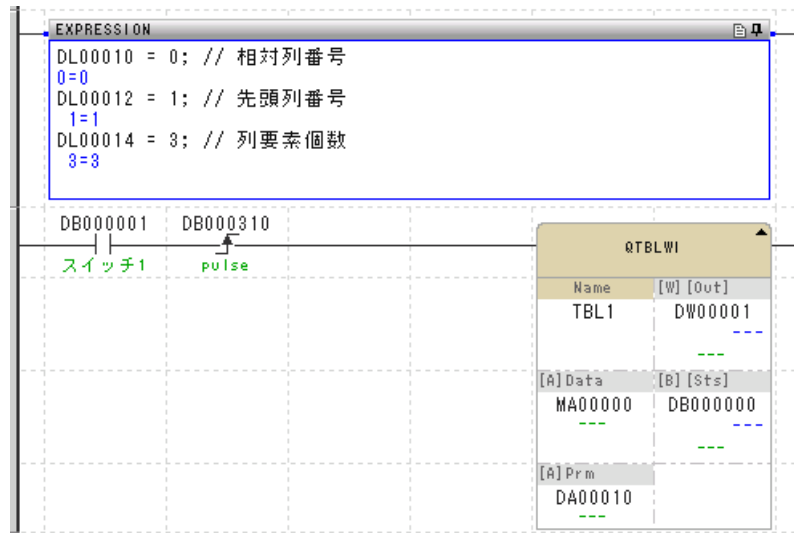 EXPRESSION
DL00010 = 0; // 相対列番号
0=0
DL00012 = 1; // 先頭列番号
1=1
DL00014 = 3; // 列要素個数
3=3
DB000001 DB000310
スイッチ1 pulse
QTBLWI
Name [W][Out]
TBL1 DW00001
---
---
[A]Data [B][Sts]
MA00000 DB000000
--- ---
---
[A]Prm
DA00010
---